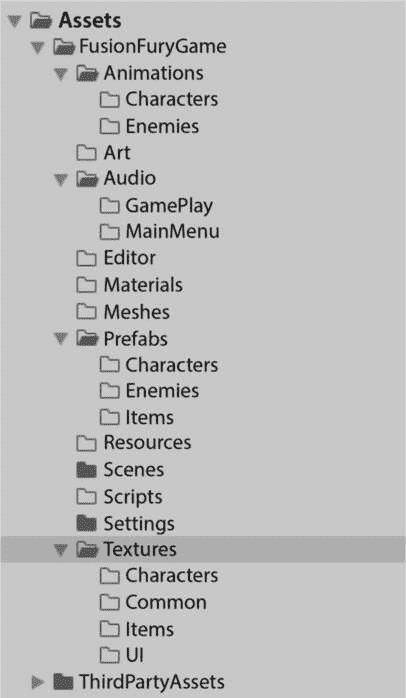 Assets
FusionFuryGame
Animations
Characters
Enemies
Art
Audio
GamePlay
MainMenu
Editor
Materials
Meshes
Prefabs
Characters
Enemies
Items
Resources
Scenes
Scripts
Settings
Textures
Characters
Common
Items
UI
ThirdPartyAssets